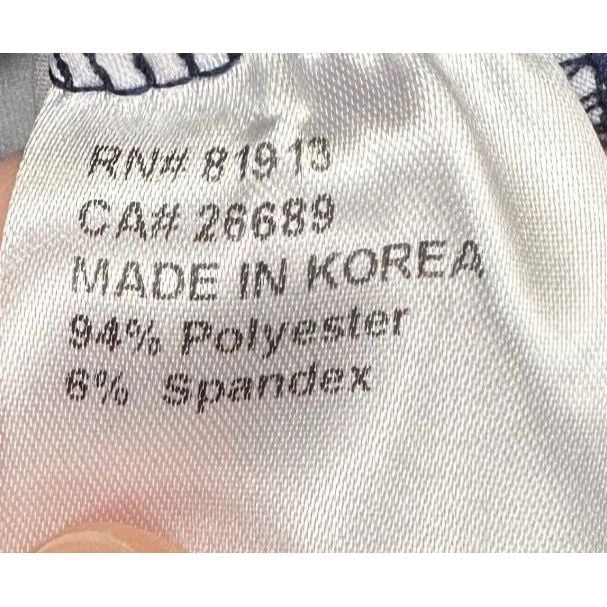 RN# 81913
CA# 26689
MADE IN KOREA
94% Polyester
6% Spandex